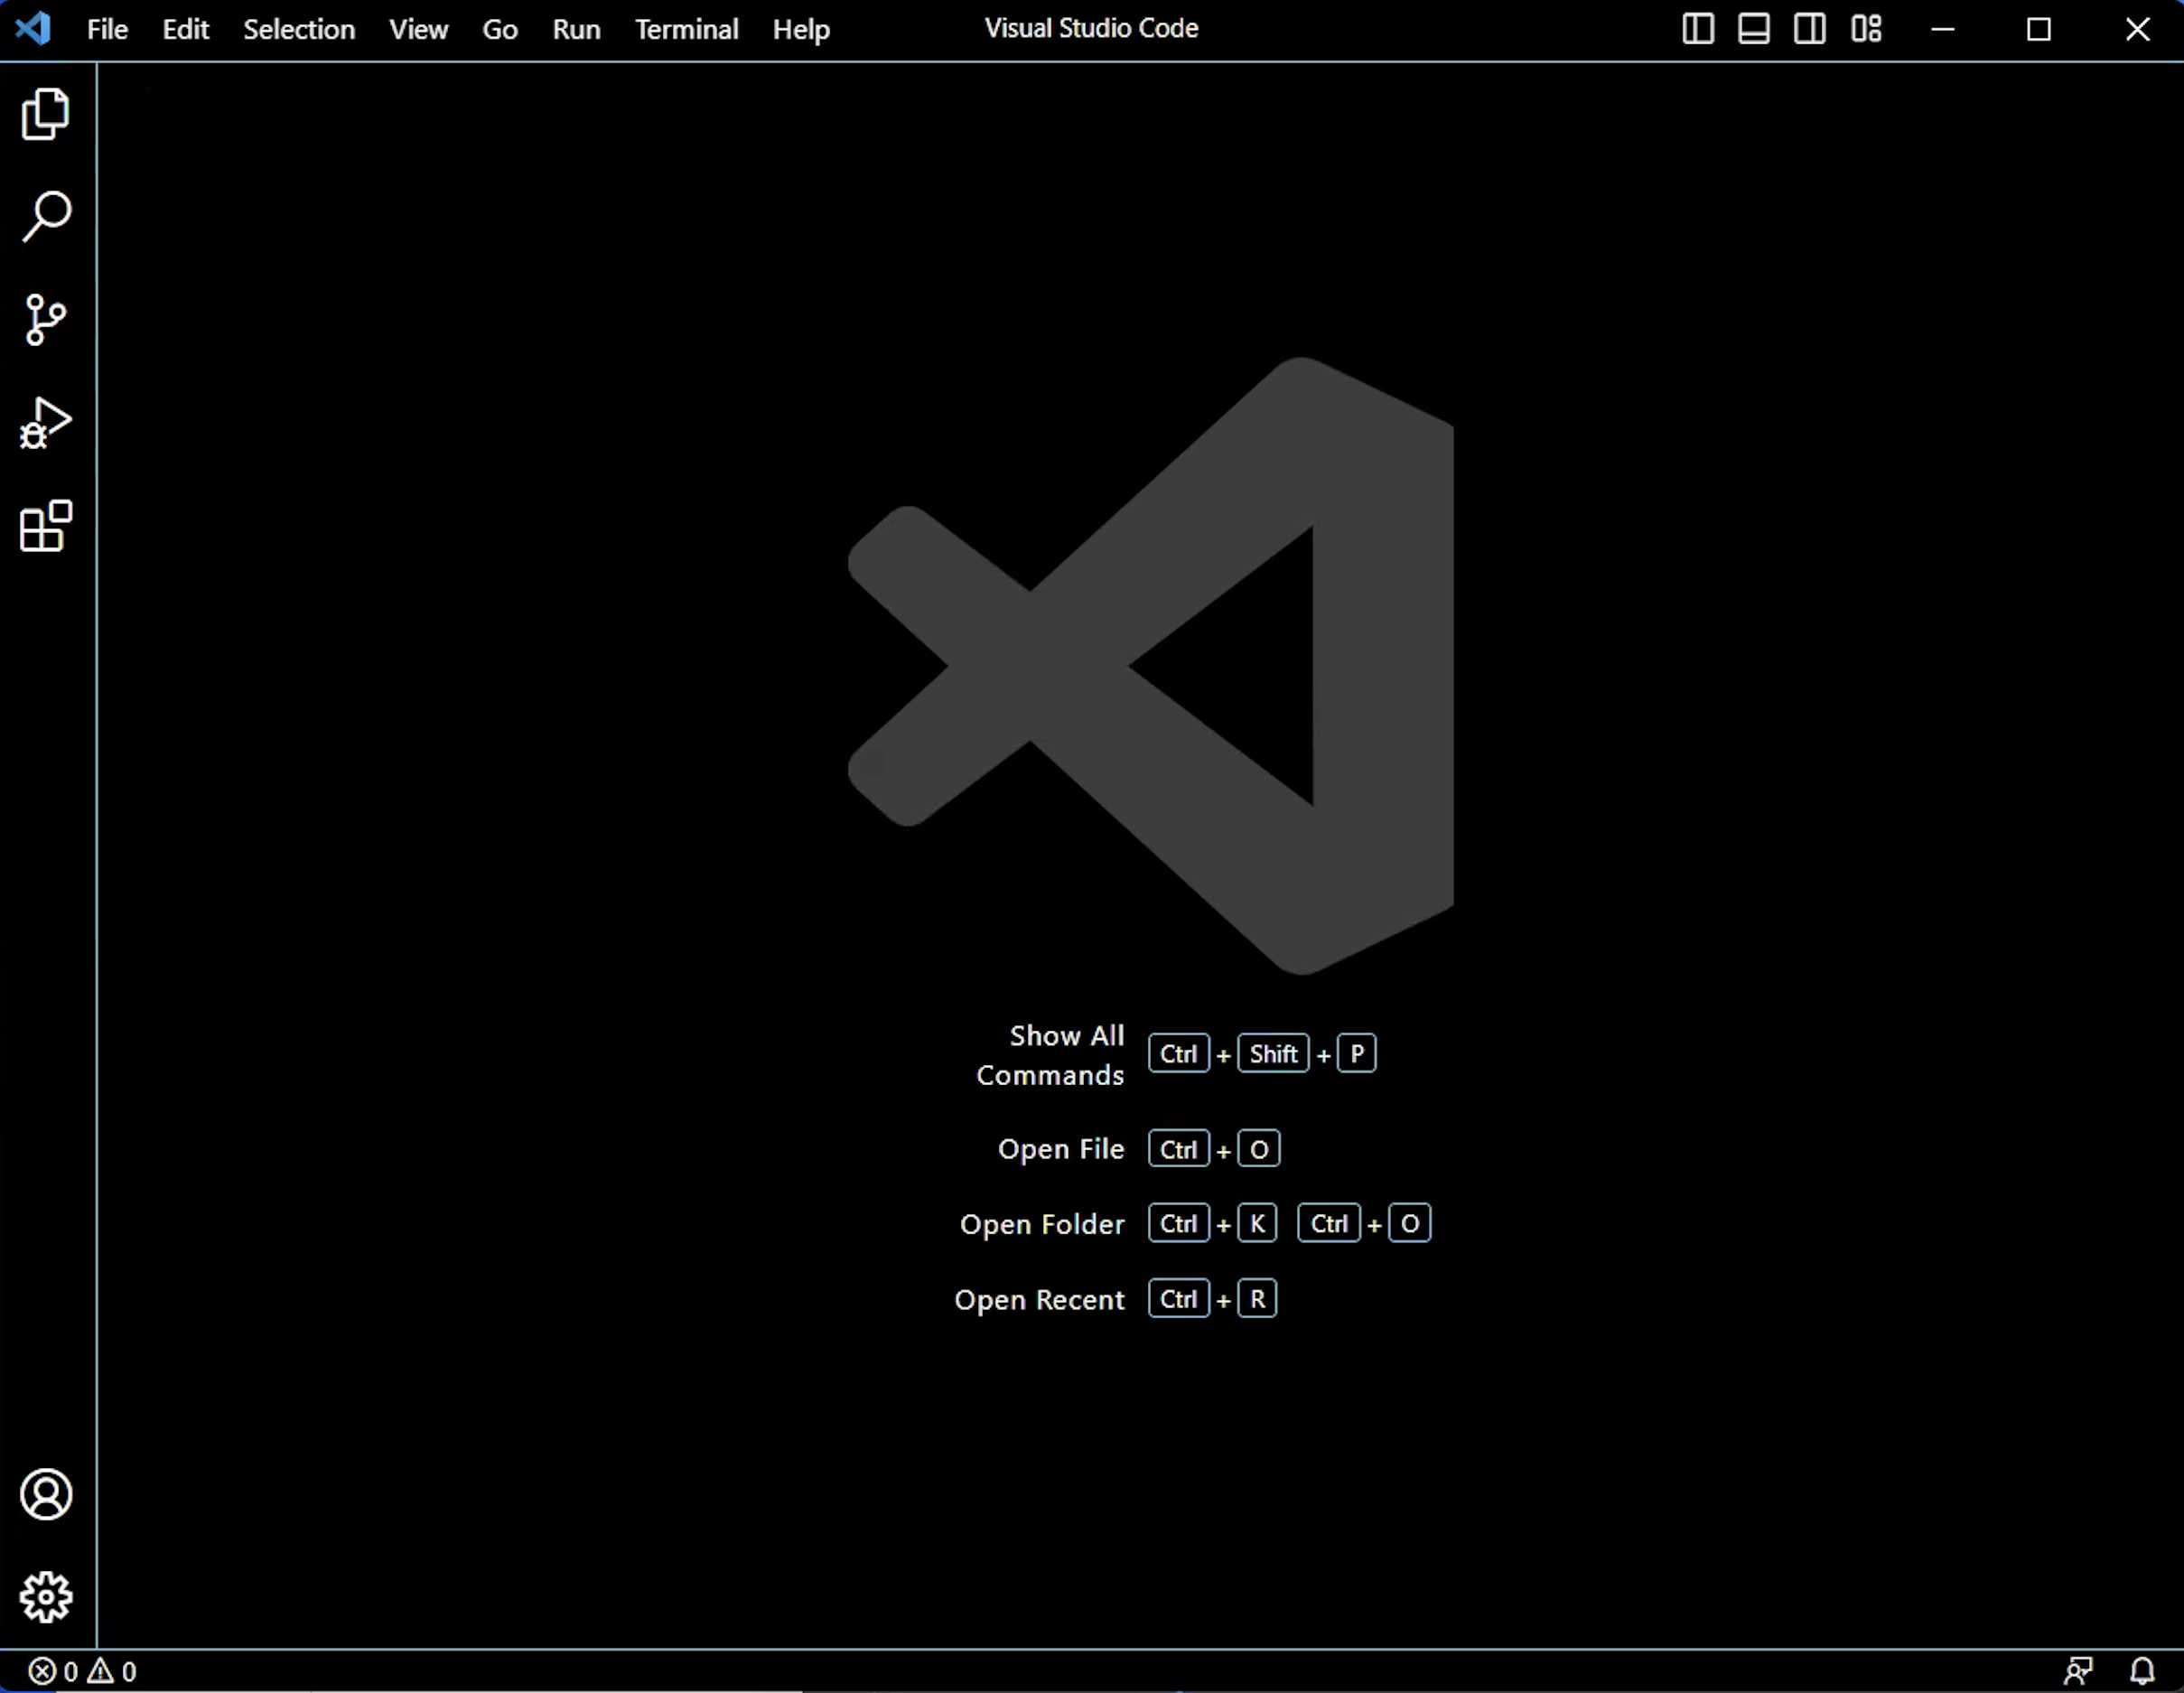 File Edit Selection View Go Run Terminal Help Visual Studio Code
Show All
Commands Ctrl + Shift + P
Open File Ctrl + O
Open Folder Ctrl + K Ctrl + O
Open Recent Ctrl + R
0 0